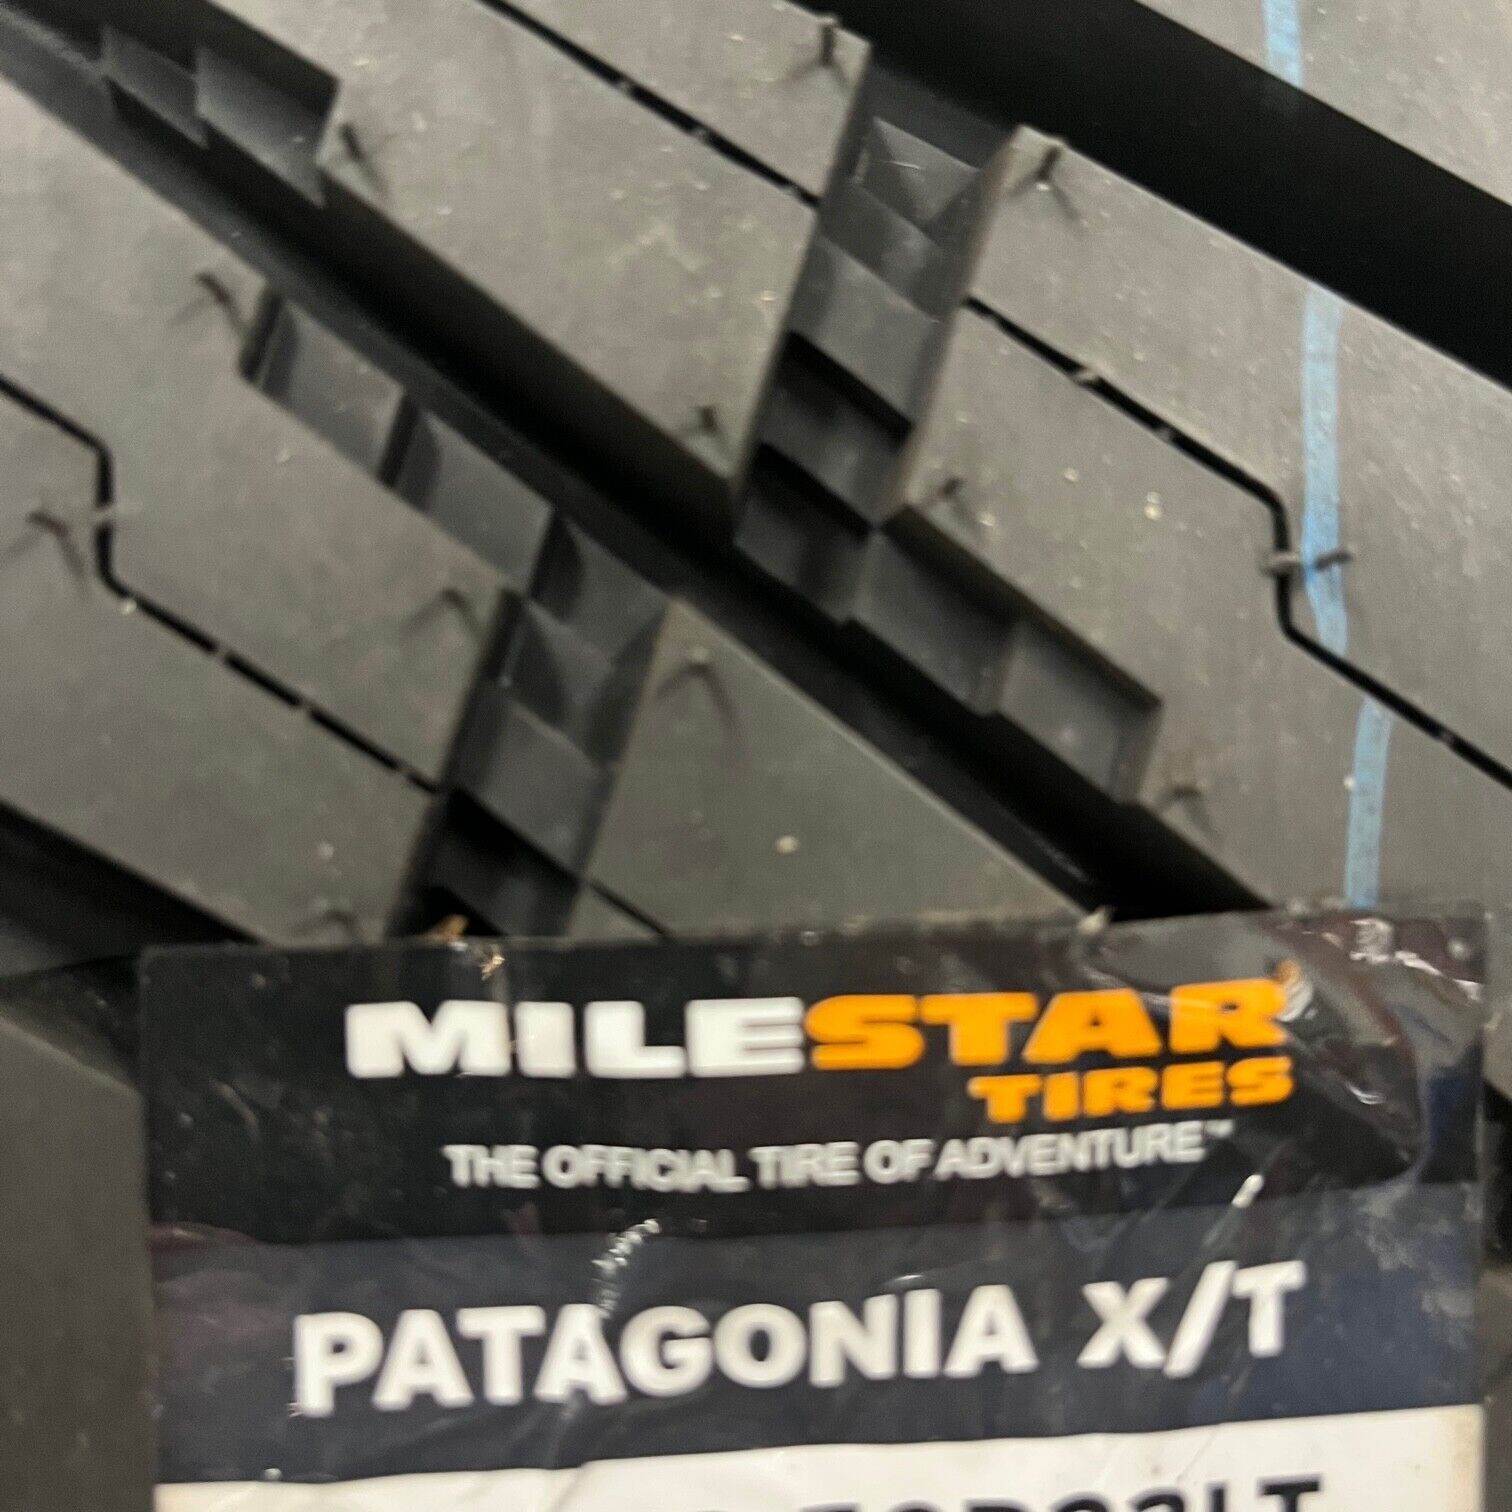 MILESTAR
TIRES
THE OFFICIAL TIRE OF ADVENTURE™
PATAGONIA X/T